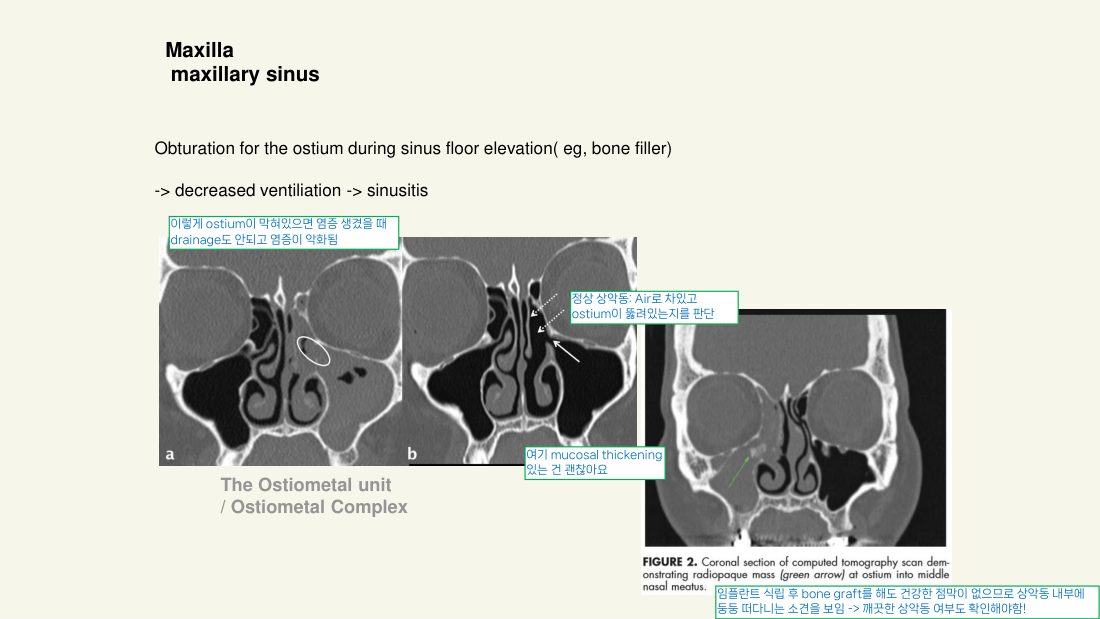 Maxilla
maxillary sinus
Obturation for the ostium during sinus floor elevation( eg, bone filler)
-> decreased ventiliation -> sinusitis
이렇게 ostium이 막혀있으면 염증 생겼을 때
drainage도 안되고 염증이 악화됨
정상 상악동: Air로 차있고
ostium이 뚫려있는지를 판단
a
b
여기 mucosal thickening
있는 건 괜찮아요
The Ostiometal unit
/ Ostiometal Complex
FIGURE 2. Coronal section of computed tomography scan dem-
onstrating radiopaque mass (green arrow) at ostium into middle
nasal meatus.
임플란트 식립 후 bone graft를 해도 건강한 점막이 없으므로 상악동 내부에
둥둥 떠다니는 소견을 보임 -> 깨끗한 상악동 여부도 확인해야함!